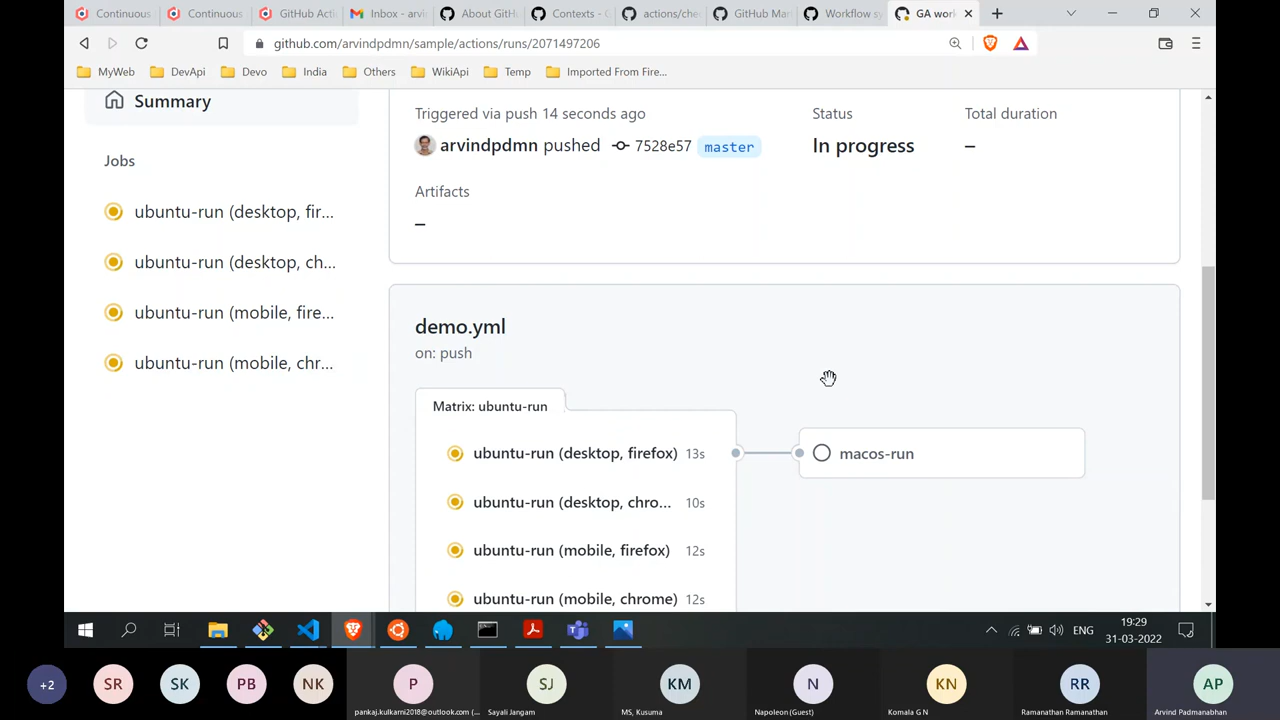 Continuous
Continuous
GitHub Acti
Inbox - arvi
About GitH
Contexts - G
actions/chec
GitHub Mar
Workflow sy
GA work
github.com/arvindpdmn/sample/actions/runs/2071497206
MyWeb
DevApi
Devo
India
Others
WikiApi
Temp
Imported From Fire...
Summary
Triggered via push 14 seconds ago
Status
Total duration
arvindpdmn pushed 7528e57 master
In progress
–
Jobs
Artifacts
–
ubuntu-run (desktop, fir...
ubuntu-run (desktop, ch...
ubuntu-run (mobile, fire...
ubuntu-run (mobile, chr...
demo.yml
on: push
Matrix: ubuntu-run
ubuntu-run (desktop, firefox) 13s
macos-run
ubuntu-run (desktop, chro... 10s
ubuntu-run (mobile, firefox) 12s
ubuntu-run (mobile, chrome) 12s
ENG
19:29
31-03-2022
+2
SR
SK
PB
NK
P
SJ
KM
N
KN
RR
AP
pankaj.kulkarni2018@outlook.com (...
Sayali Jangam
MS, Kusuma
Napoleon (Guest)
Komala G N
Ramanathan Ramanathan
Arvind Padmanabhan